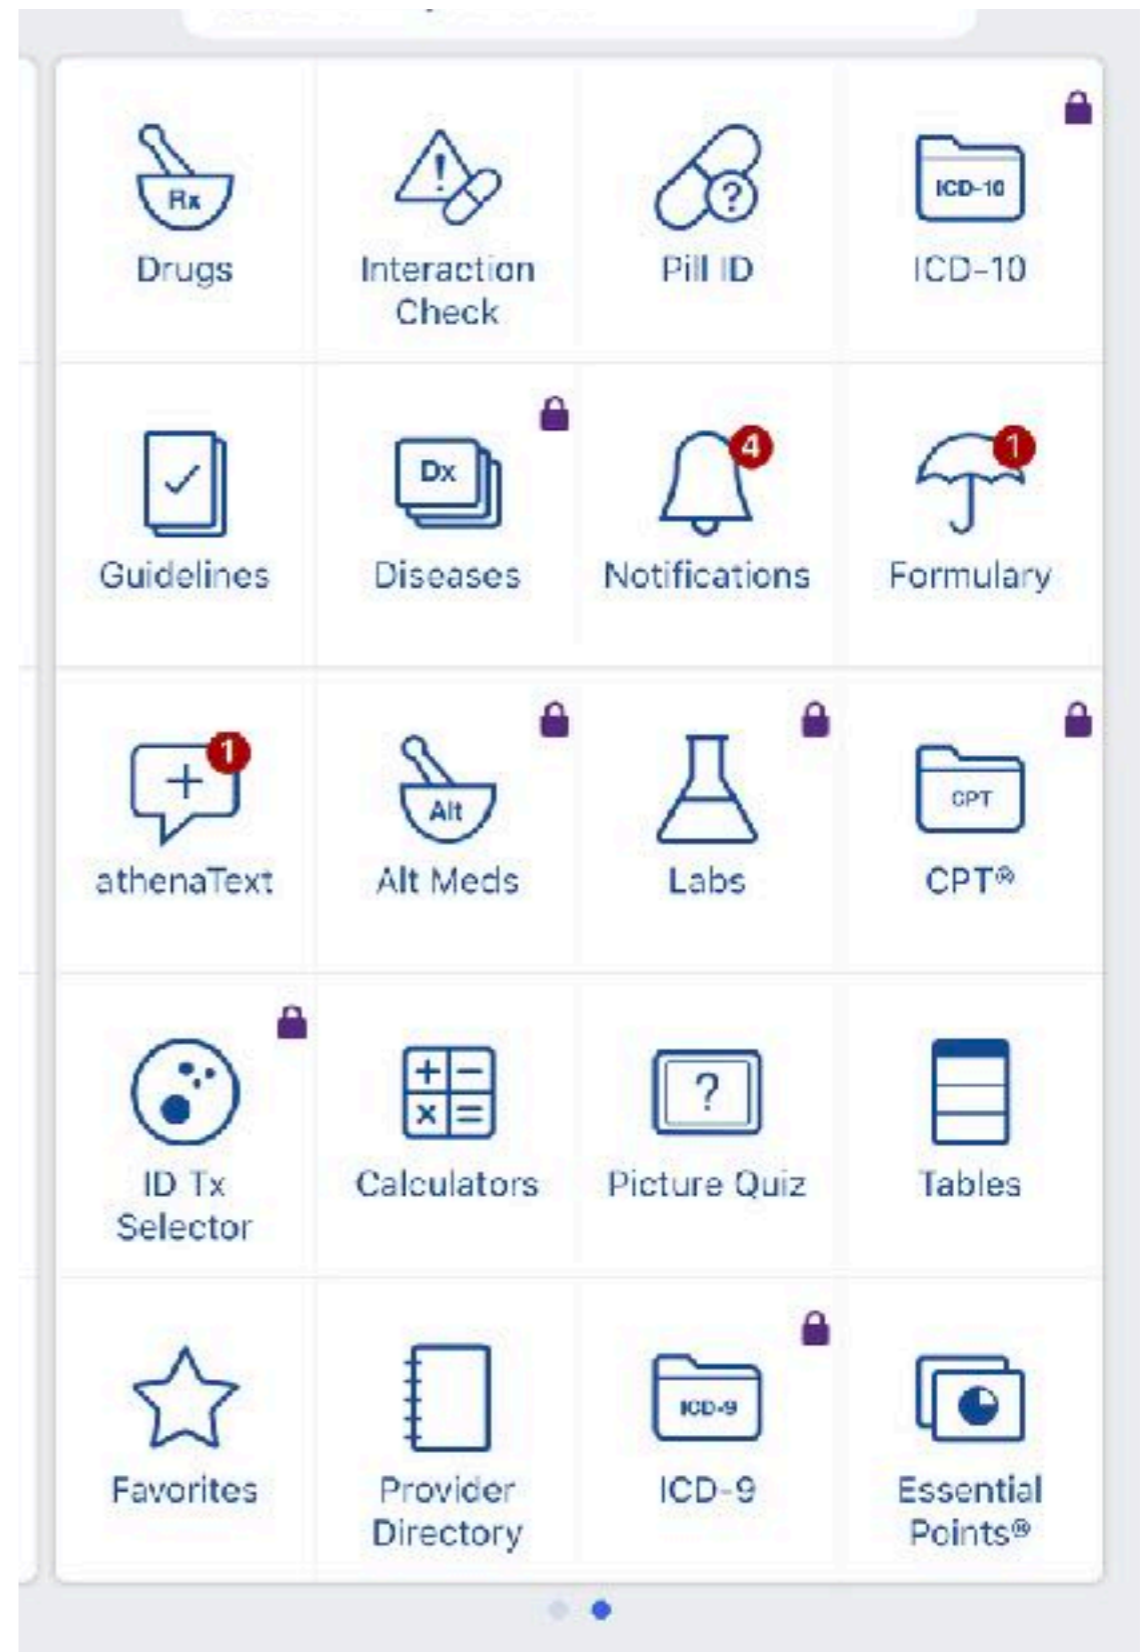 Rx
Drugs
!
Interaction
Check
?
Pill ID
ICD-10
ICD-10
Guidelines
Dx
Diseases
4
Notifications
1
Formulary
+
1
athenaText
Alt
Alt Meds
Labs
CPT
CPT®
ID Tx
Selector
+ −
× =
Calculators
?
Picture Quiz
Tables
Favorites
Provider
Directory
ICD-9
ICD-9
Essential
Points®